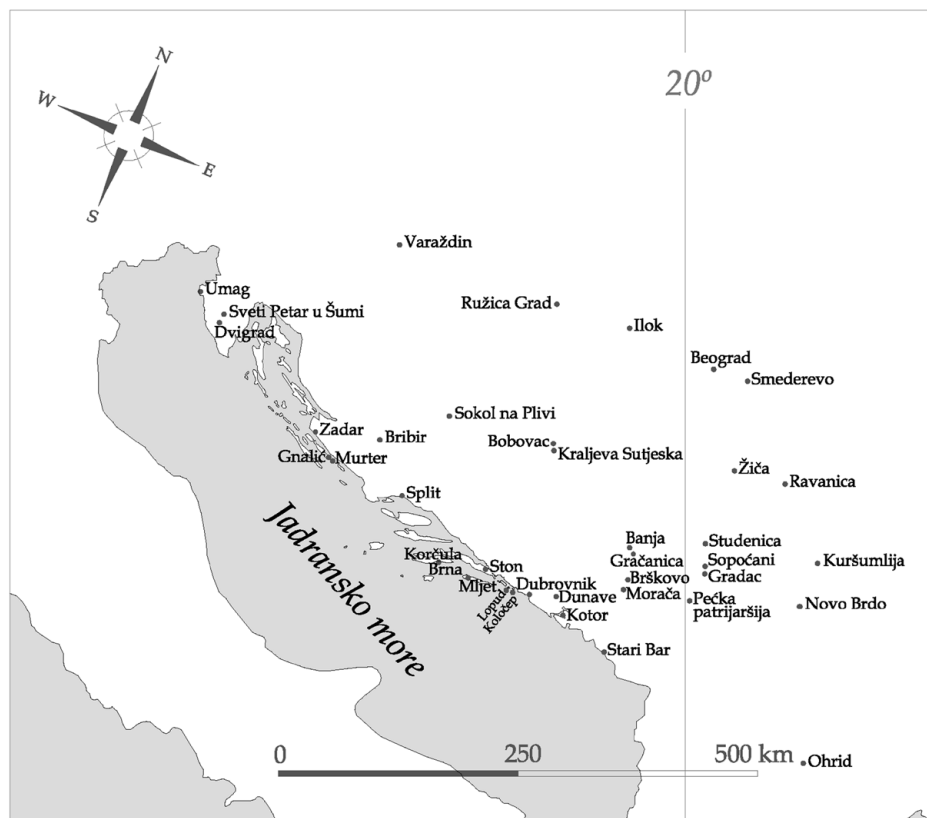 N
W
E
S
20º
Varaždin
Umag
Sveti Petar u Šumi
Dvigrad
Ružica Grad
Ilok
Beograd
Smederevo
Sokol na Plivi
Zadar
Bribir
Bobovac
Kraljeva Sutjeska
Gnalić
Murter
Žiča
Ravanica
Split
Jadransko more
Banja
Studenica
Korčula
Gračanica
Sopoćani
Kuršumlija
Brna
Ston
Gradac
Mljet
Dubrovnik
Brškovo
Lopud
Koločep
Dunave
Morača
Pećka
patrijaršija
Novo Brdo
Kotor
Stari Bar
0
250
500 km
Ohrid